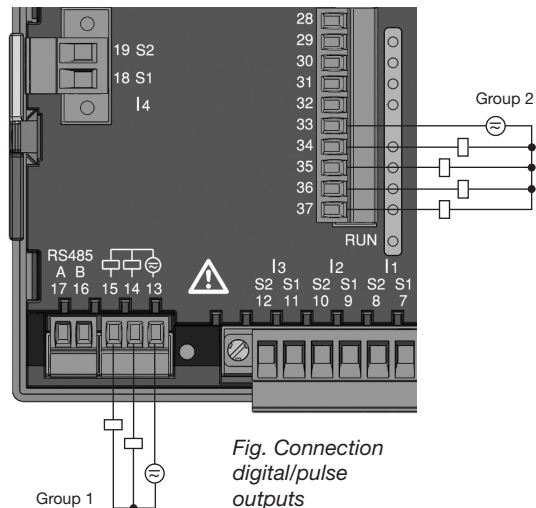 28
19 S2
29
30
18 S1
31
I4
32
Group 2
33
34
35
36
37
RUN
RS485
A B
17 16 15 14 13
I3 I2 I1
S2 S1 S2 S1 S2 S1
12 11 10 9 8 7
Fig. Connection
digital/pulse
outputs
Group 1